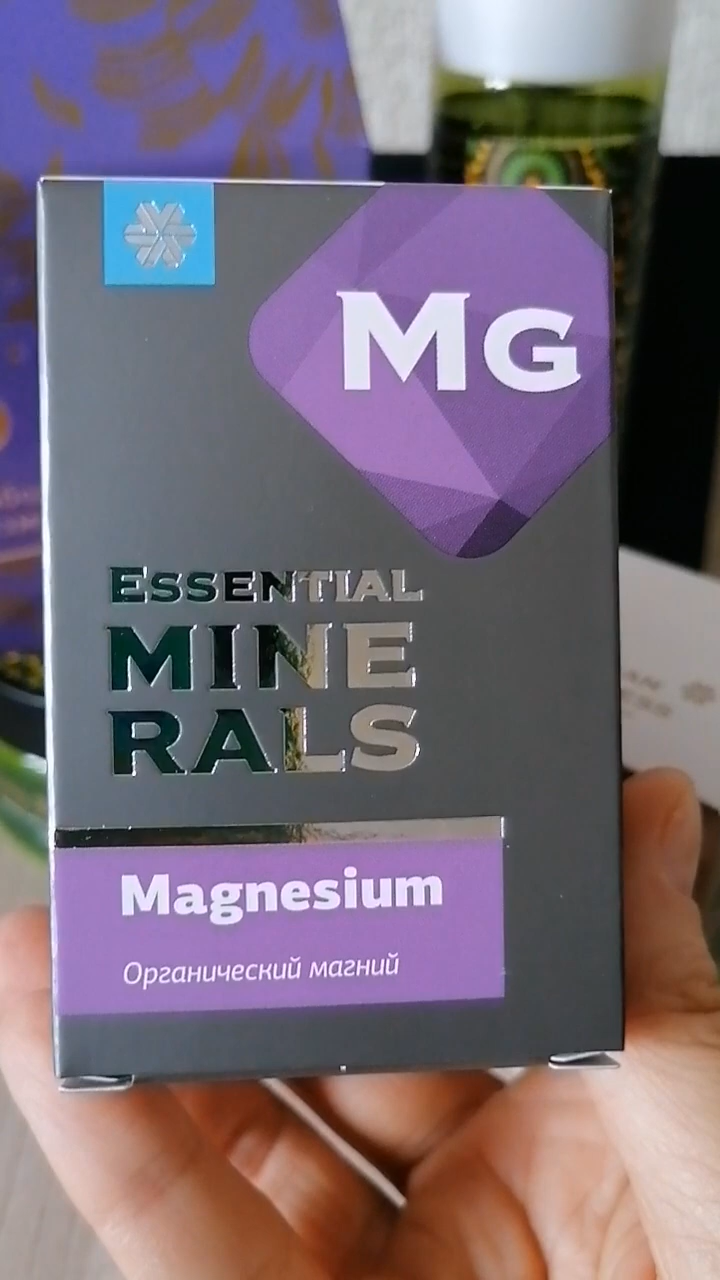 MG
ESSENTIAL
MINE
RALS
Magnesium
Органический магний